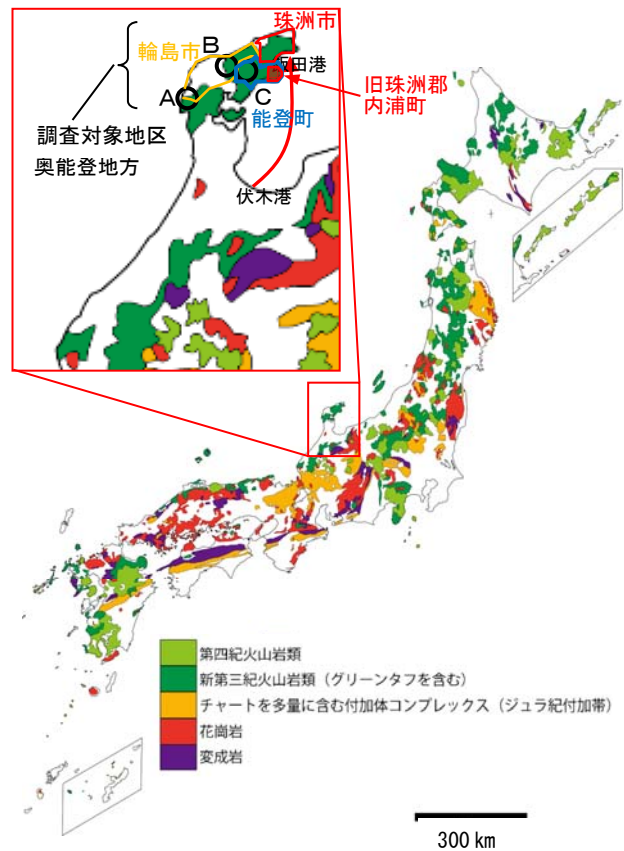 珠洲市
B
輪島市
飯田港
旧珠洲郡
内浦町
A
C
能登町
調査対象地区
奥能登地方
伏木港
第四紀火山岩類
新第三紀火山岩類（グリーンタフを含む）
チャートを多量に含む付加体コンプレックス（ジュラ紀付加帯）
花崗岩
変成岩
300 km